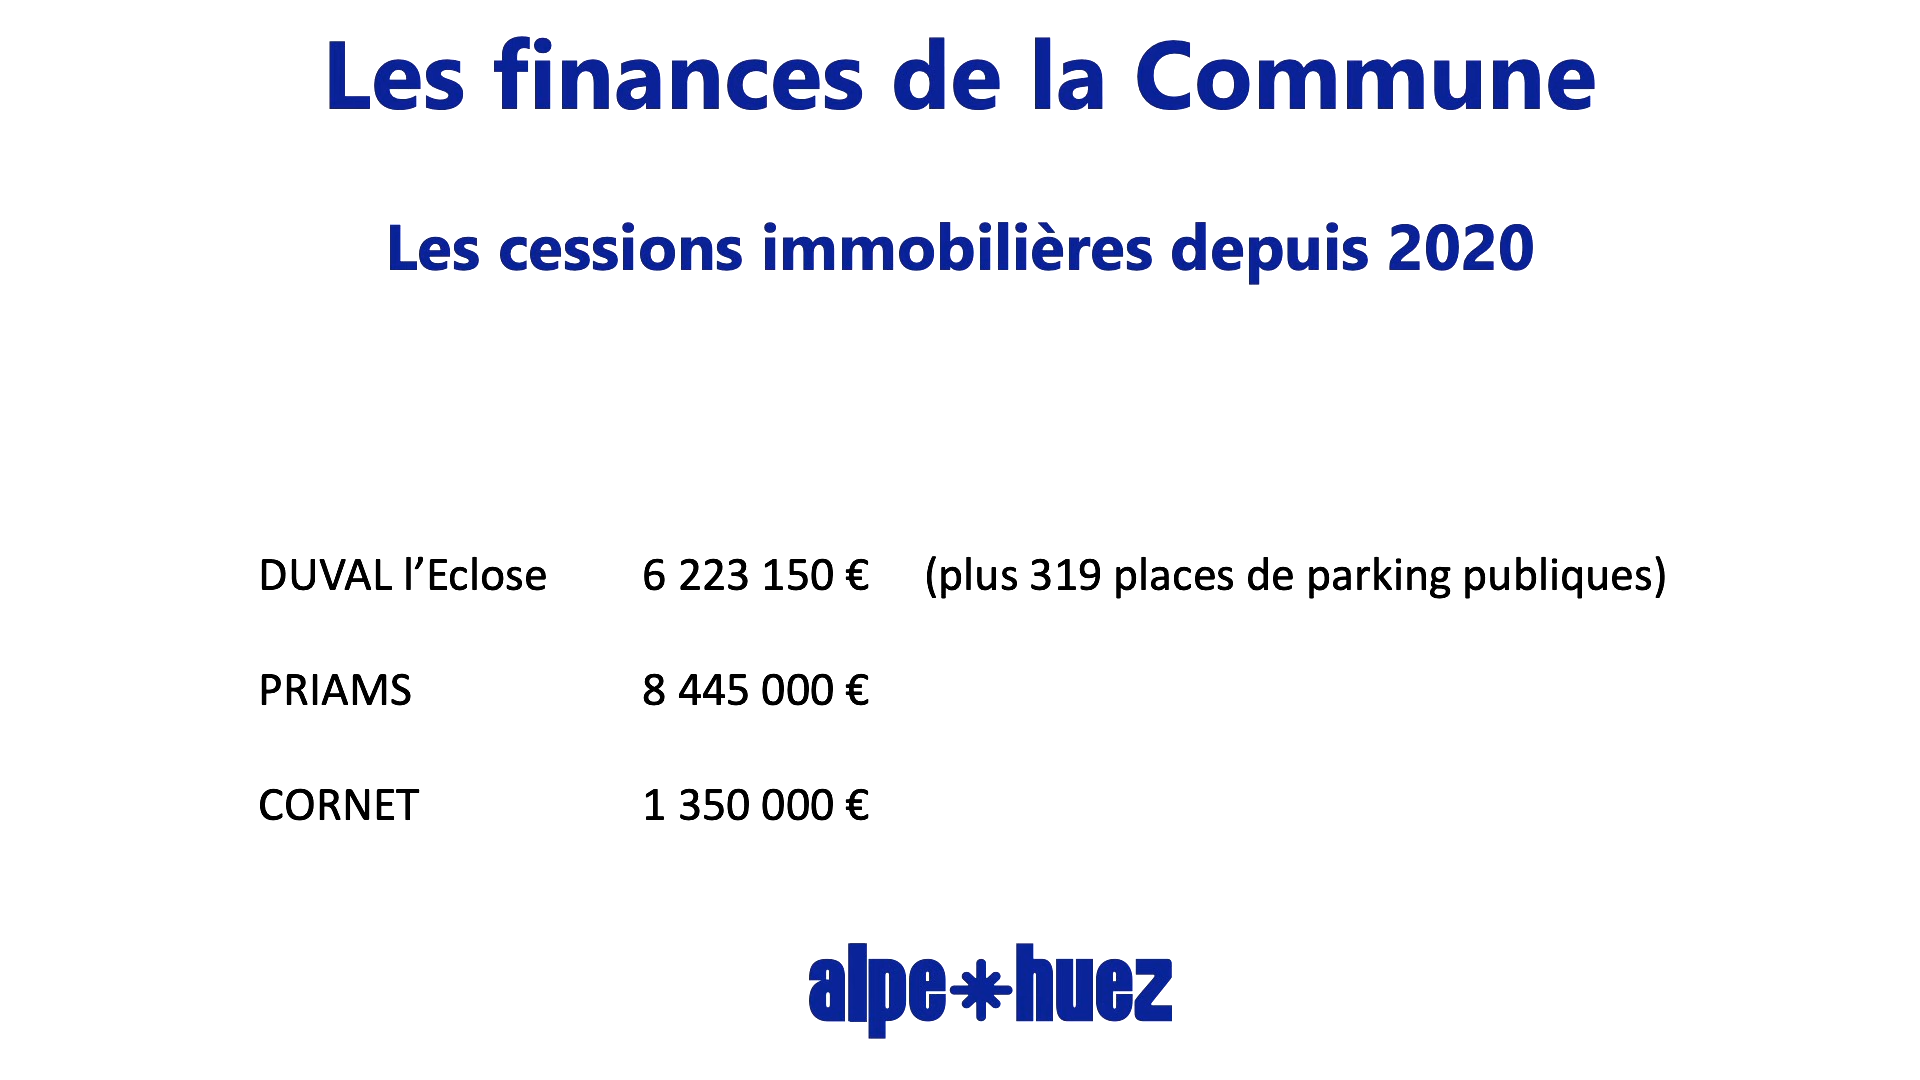 Les finances de la Commune
Les cessions immobilières depuis 2020
DUVAL l’Eclose 6 223 150 € (plus 319 places de parking publiques)
PRIAMS 8 445 000 €
CORNET 1 350 000 €
alpe*huez